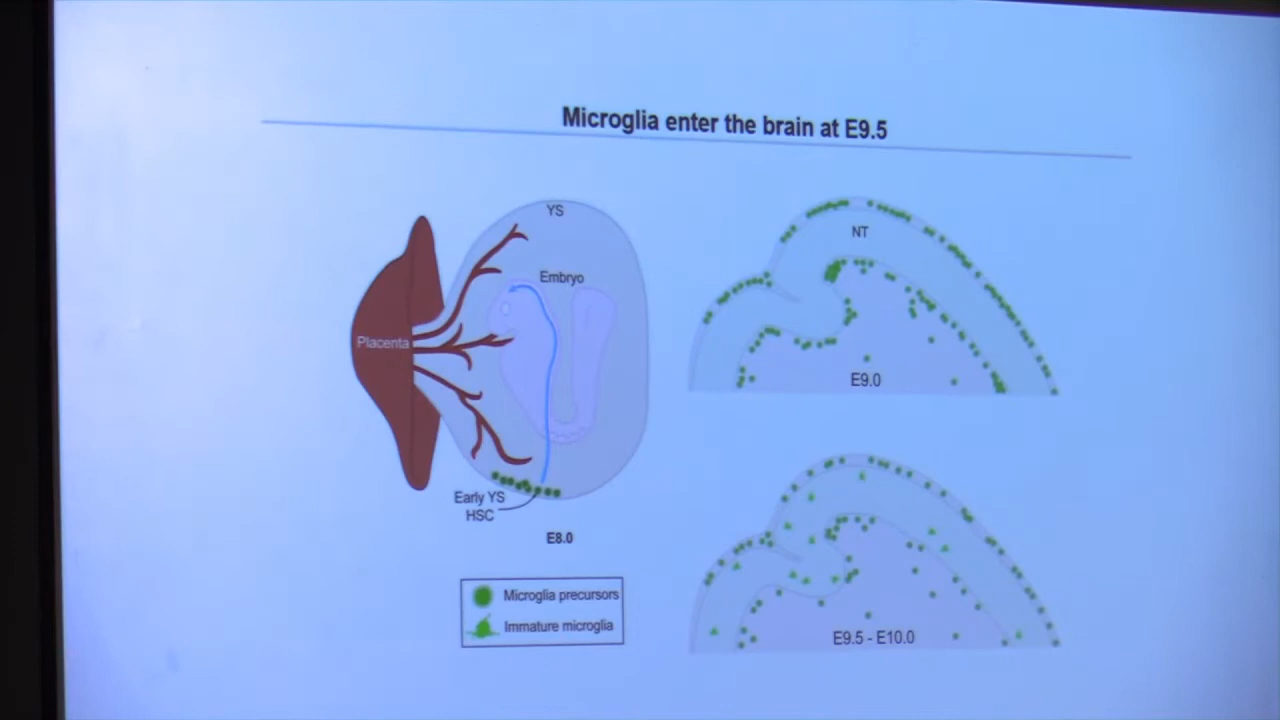 Microglia enter the brain at E9.5
YS
Embryo
Placenta
Early YS
HSC
E8.0
Microglia precursors
Immature microglia
NT
E9.0
E9.5 - E10.0